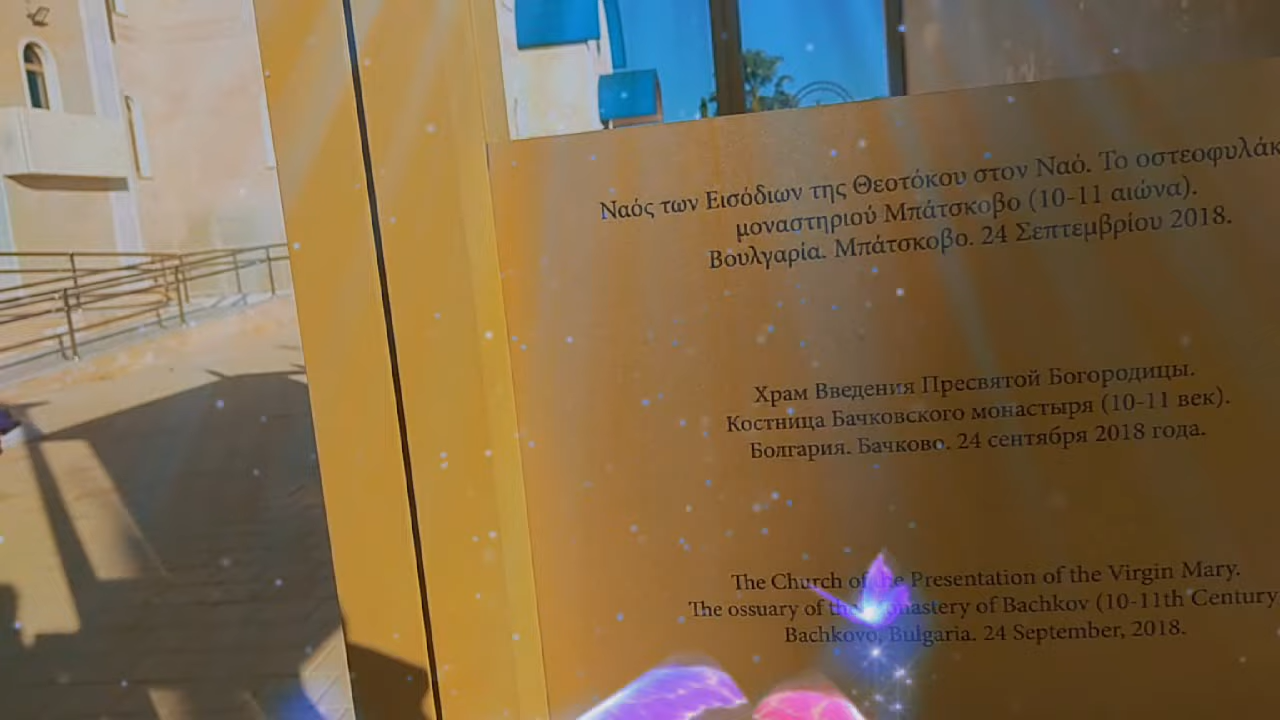 Ναός των Εισόδιων της Θεοτόκου στον Ναό. Το
μοναστηριού Μπάτσκοβο (10-11 αιώνα).
Βουλγαρία. Μπάτσκοβο. 24 Σεπτεμβρίου 2018.
Храм Введения Пресвятой Богородицы.
Костница Бачковского монастыря (10-11 век).
Болгария. Бачково. 24 сентября 2018 года.
The Church of the Presentation of the Virgin Mary.
The ossuary of the Monastery of Bachkov (10-11th Century
Bachkovo, Bulgaria. 24 September, 2018.